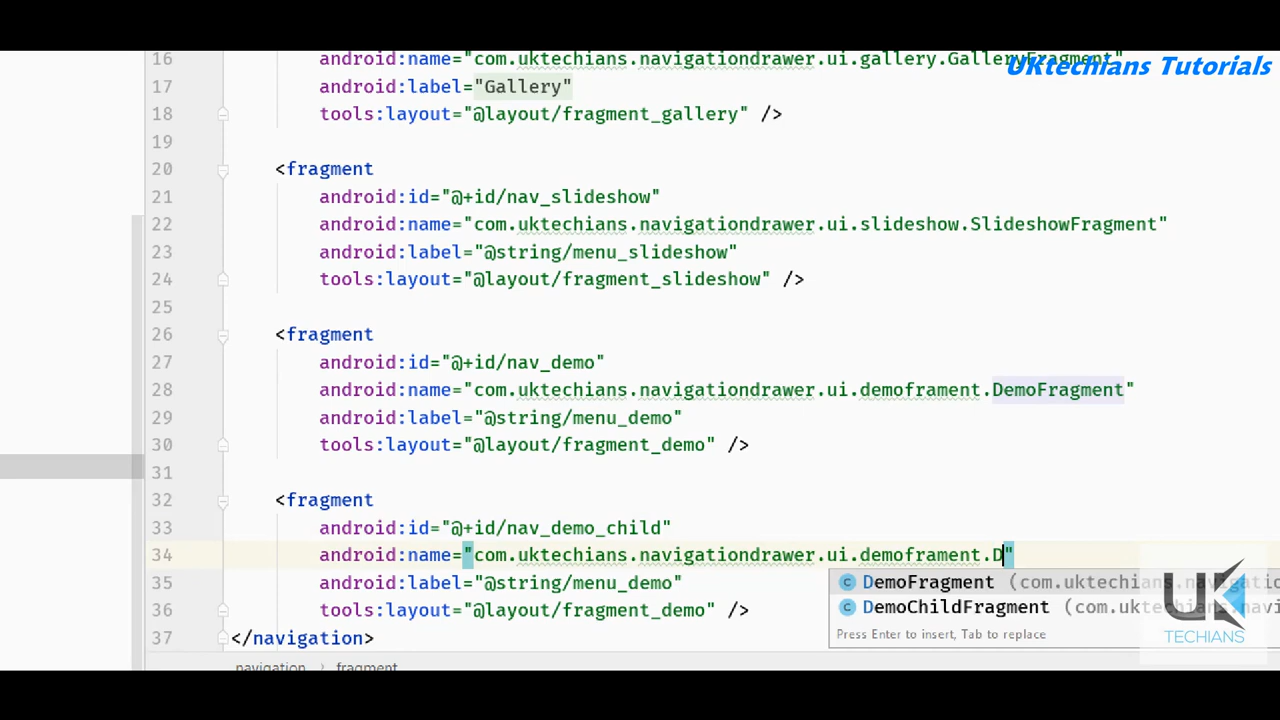 16 android:name="com.uktechians.navigationdrawer.ui.gallery.GalleryFragment"
UKtechians Tutorials
17 android:label="Gallery"
18 tools:layout="@layout/fragment_gallery" />
19
20 <fragment
21 android:id="@+id/nav_slideshow"
22 android:name="com.uktechians.navigationdrawer.ui.slideshow.SlideshowFragment"
23 android:label="@string/menu_slideshow"
24 tools:layout="@layout/fragment_slideshow" />
25
26 <fragment
27 android:id="@+id/nav_demo"
28 android:name="com.uktechians.navigationdrawer.ui.demoframent.DemoFragment"
29 android:label="@string/menu_demo"
30 tools:layout="@layout/fragment_demo" />
31
32 <fragment
33 android:id="@+id/nav_demo_child"
34 android:name="com.uktechians.navigationdrawer.ui.demoframent.D"
35 android:label="@string/menu_demo"
36 tools:layout="@layout/fragment_demo" />
37 </navigation>
DemoFragment (com.uktechians.navigation
DemoChildFragment (com.uktechians.navi
Press Enter to insert, Tab to replace
UK
TECHIANS
navigation › fragment